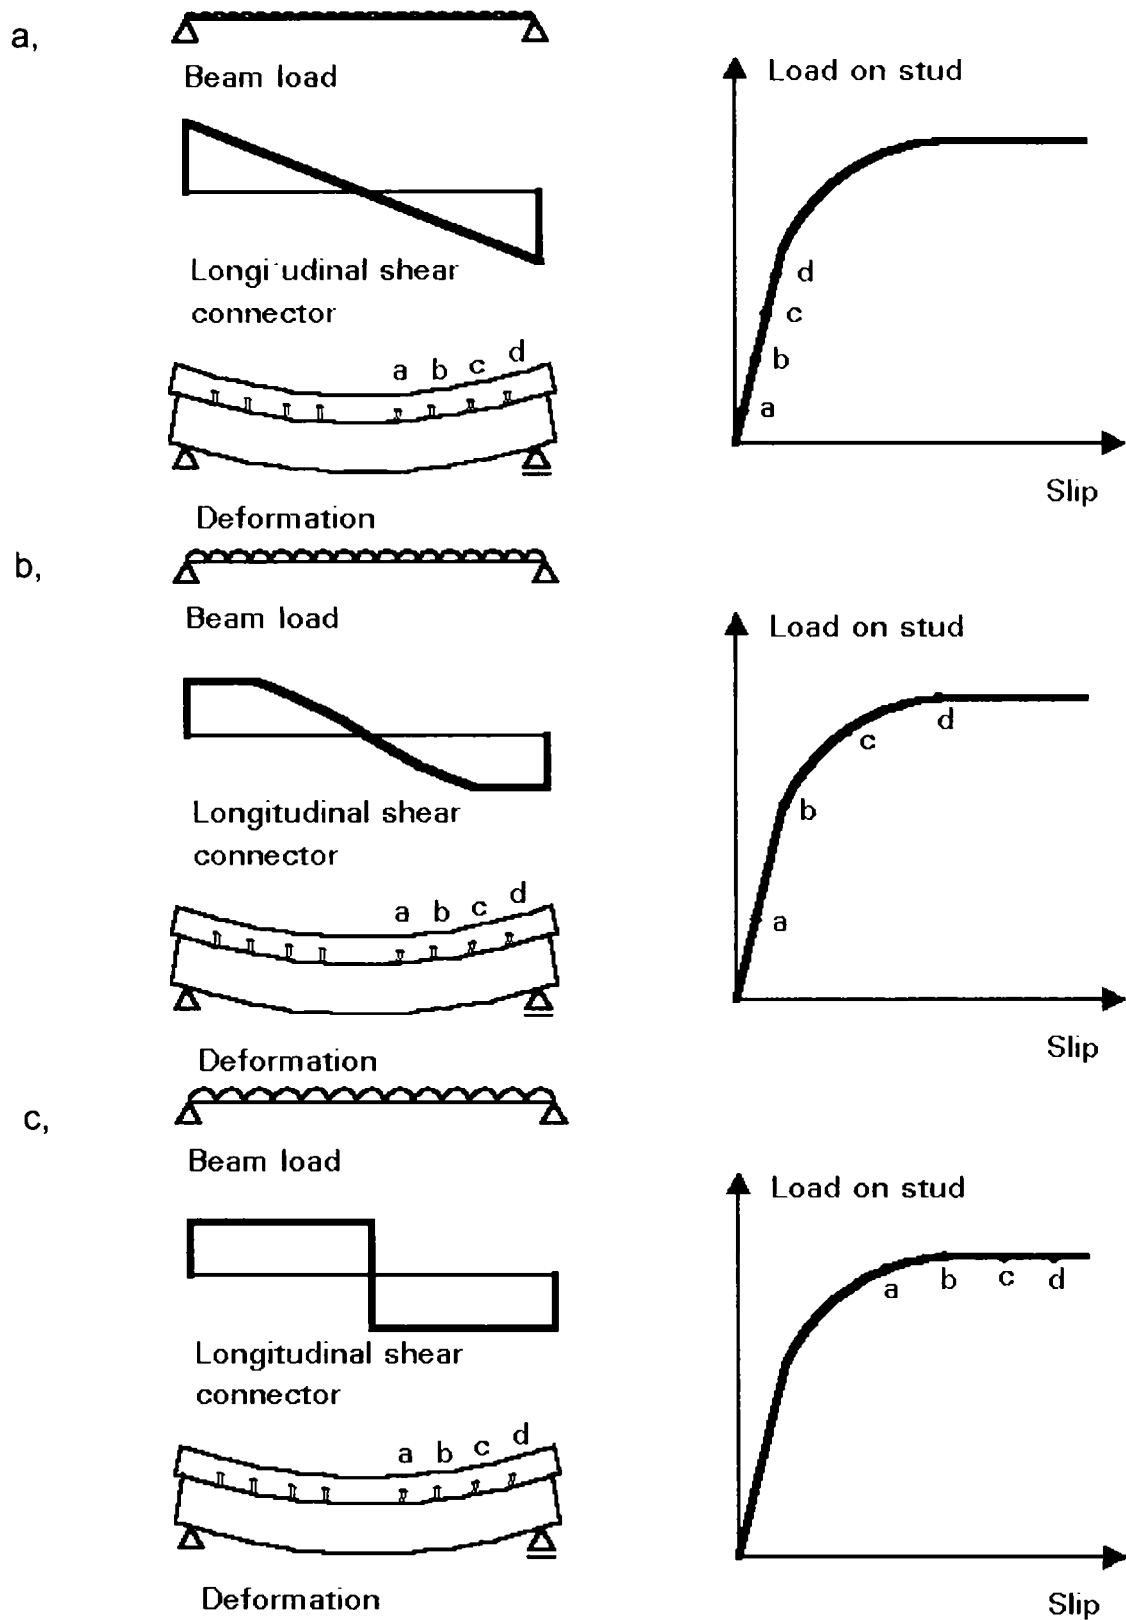 a,
Beam load
Load on stud
Longi udinal shear
connector
d
c
b
a
a b c d
Slip
Deformation
b,
Beam load
Load on stud
Longitudinal shear
connector
d
c
b
a
a b c d
Slip
Deformation
c,
Beam load
Load on stud
Longitudinal shear
connector
a b c d
a b c d
Slip
Deformation